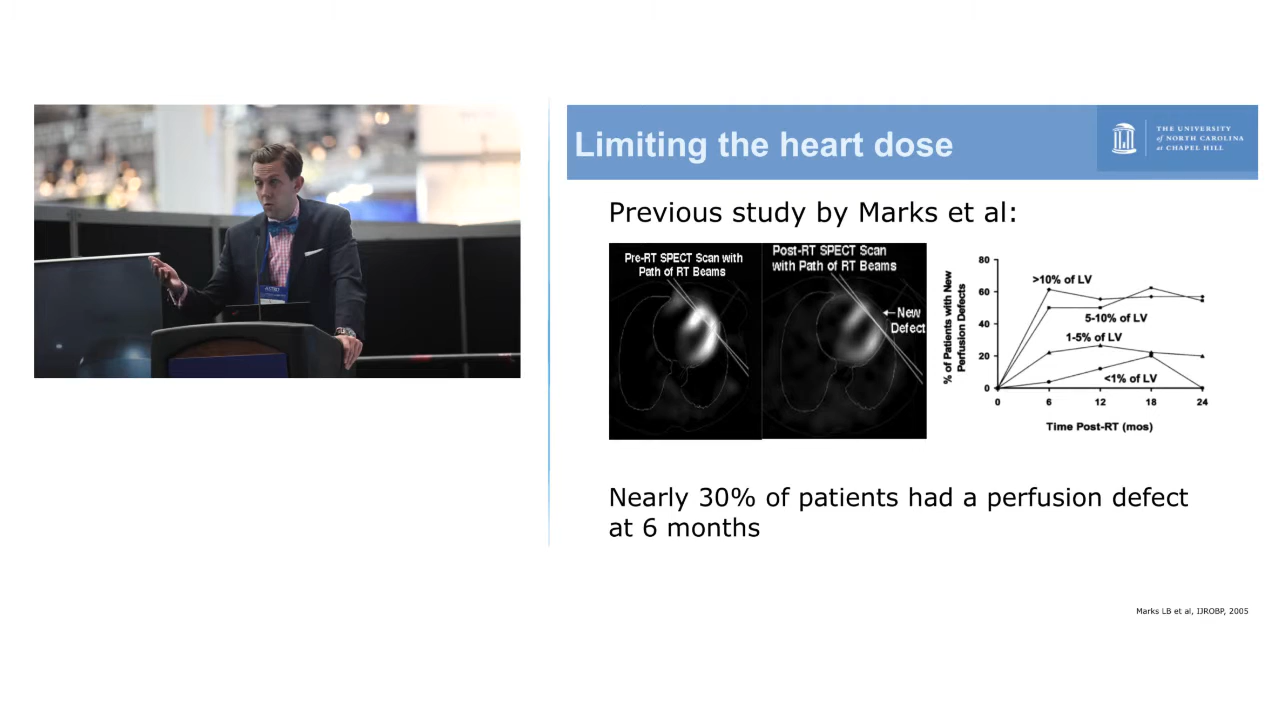 Limiting the heart dose
THE UNIVERSITY
of NORTH CAROLINA
at CHAPEL HILL
Previous study by Marks et al:
Pre-RT SPECT Scan with
Path of RT Beams
Post-RT SPECT Scan
with Path of RT Beams
New
Defect
% of Patients with New
Perfusion Defects
80
60
40
20
0
>10% of LV
5-10% of LV
1-5% of LV
<1% of LV
0 6 12 18 24
Time Post-RT (mos)
Nearly 30% of patients had a perfusion defect
at 6 months
Marks LB et al, IJROBP, 2005
ASTRO